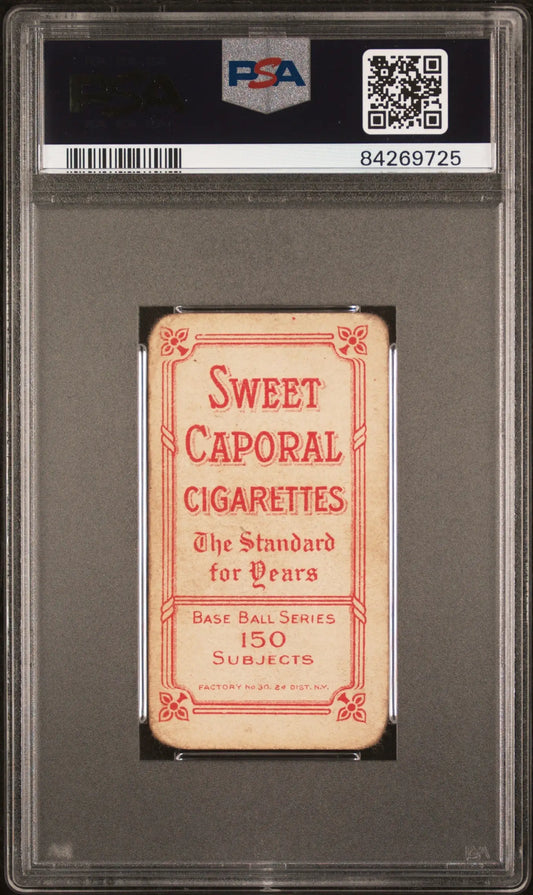 PSA
84269725
SWEET
CAPORAL
CIGARETTES
The Standard
for Years
BASE BALL SERIES
150
SUBJECTS
FACTORY No 30. 2d DIST. N.Y.